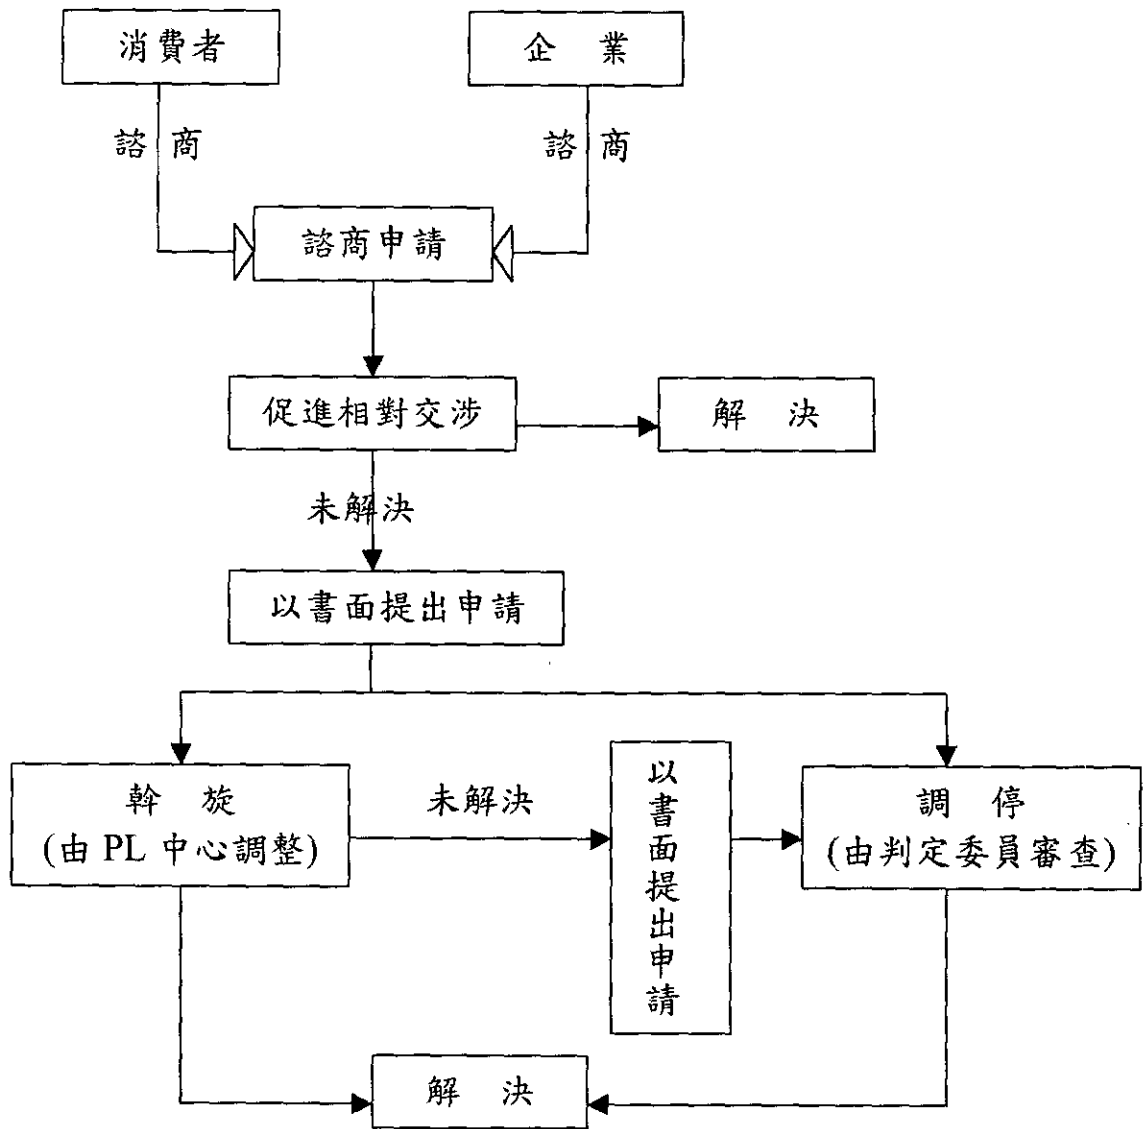 消費者
企 業
諮商
諮商
諮商申請
促進相對交涉
解 決
未解決
以書面提出申請
斡 旋
(由 PL 中心調整)
未解決
以書面提出申請
調 停
(由判定委員審查)
解 決